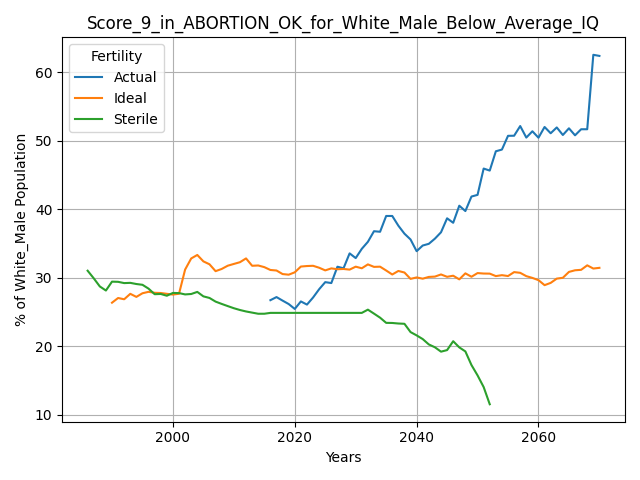 Score_9_in_ABORTION_OK_for_White_Male_Below_Average_IQ
Fertility
Actual
Ideal
Sterile
% of White_Male Population
60
50
40
30
20
10
2000 2020 2040 2060
Years